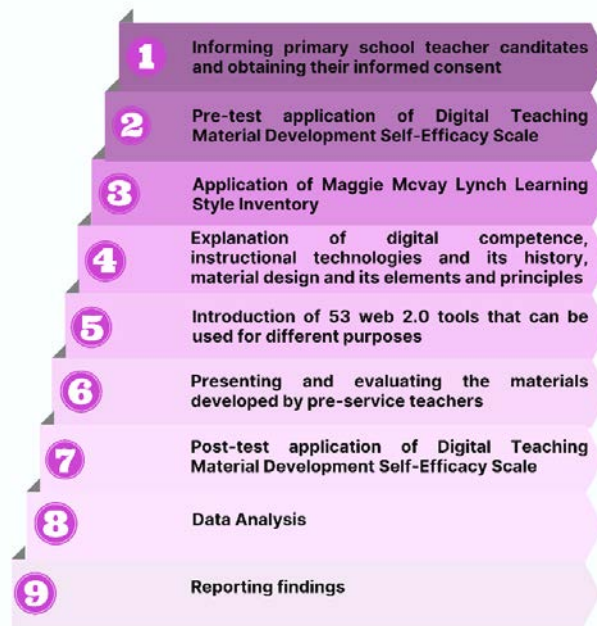 1
Informing primary school teacher canditates
and obtaining their informed consent
2
Pre-test application of Digital Teaching
Material Development Self-Efficacy Scale
3
Application of Maggie Mcvay Lynch Learning
Style Inventory
4
Explanation of digital competence,
instructional technologies and its history,
material design and its elements and principles
5
Introduction of 53 web 2.0 tools that can be
used for different purposes
6
Presenting and evaluating the materials
developed by pre-service teachers
7
Post-test application of Digital Teaching
Material Development Self-Efficacy Scale
8
Data Analysis
9
Reporting findings